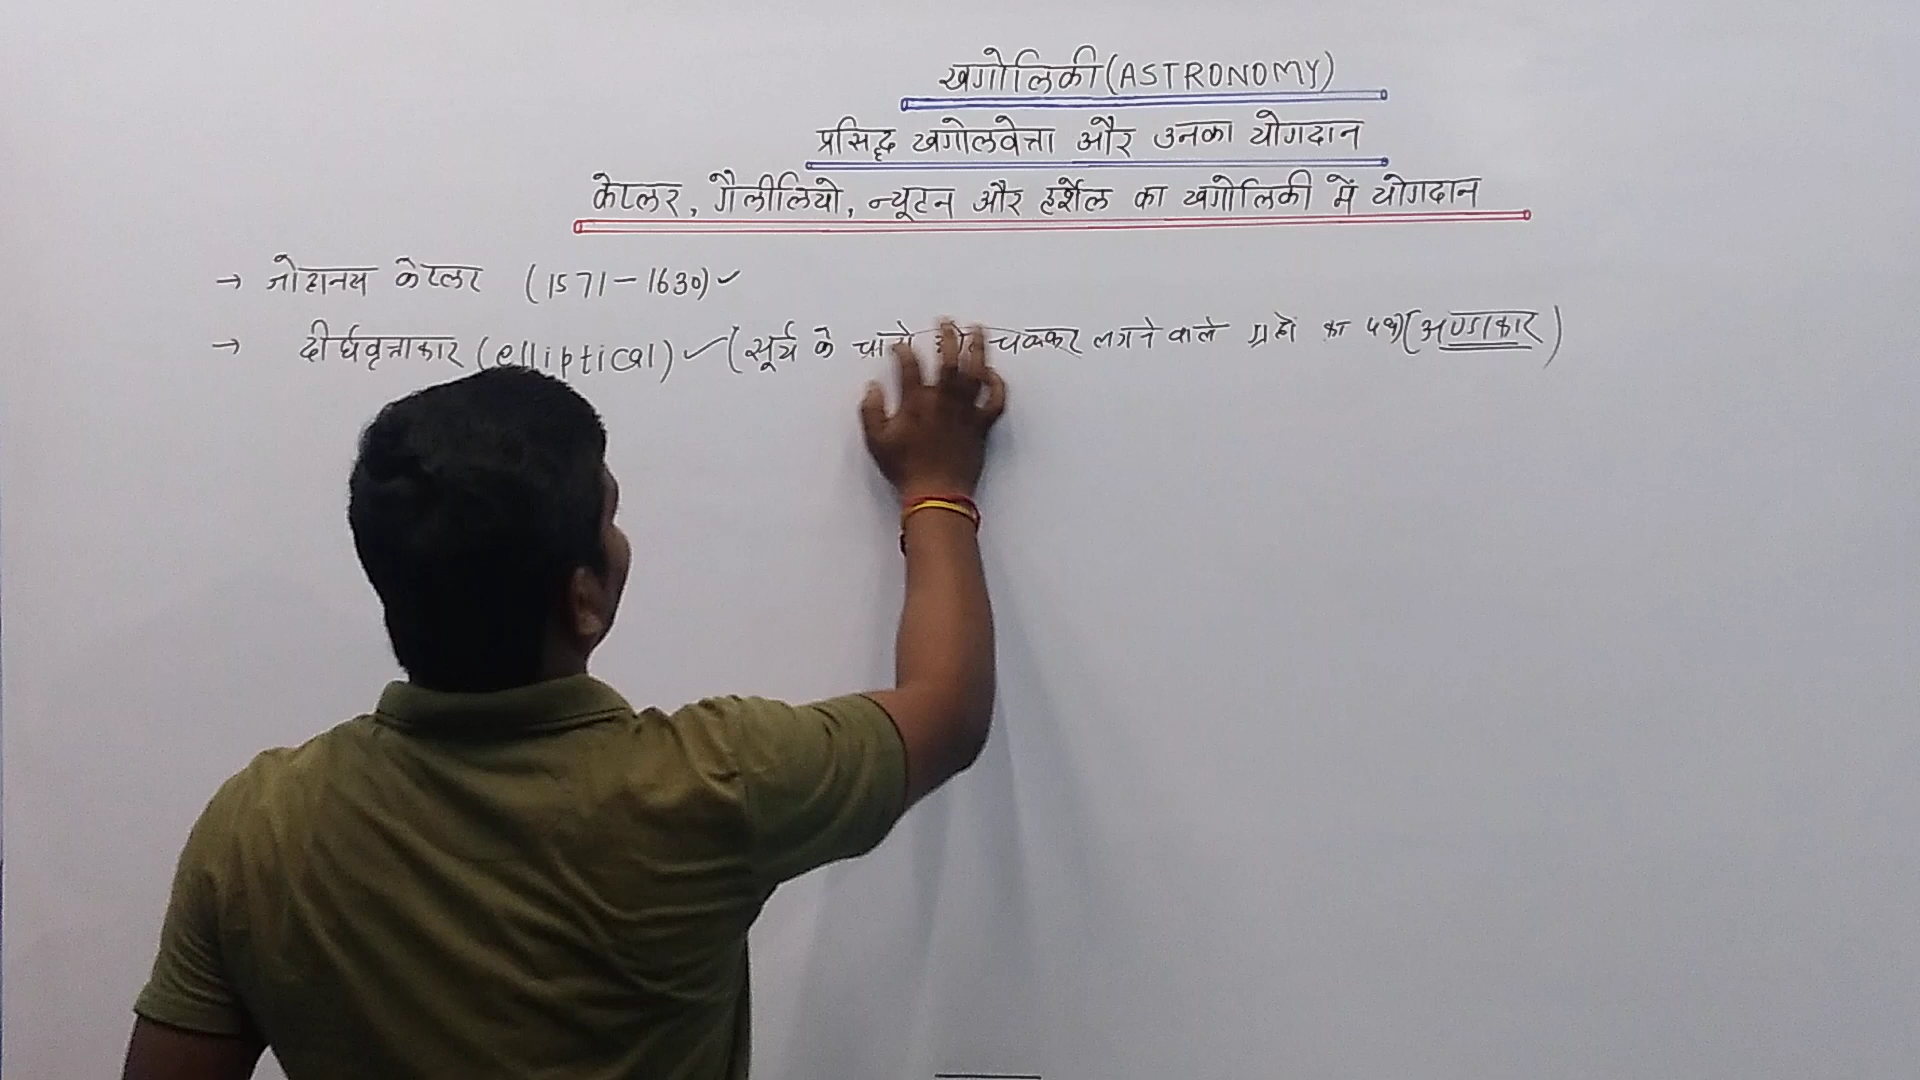 खगोलिकी (ASTRONOMY)
प्रसिद्ध खगोलवेत्ता और उनका योगदान
केप्लर, गैलीलियो, न्यूटन और हर्शेल का खगोलिकी में योगदान
→ जोहानस केप्लर (1571-1630) ✓
→ दीर्घवृत्ताकार (elliptical) ✓ (सूर्य के चारो चक्कर लगने वाले ग्रहों का पथ (अण्डाकार)